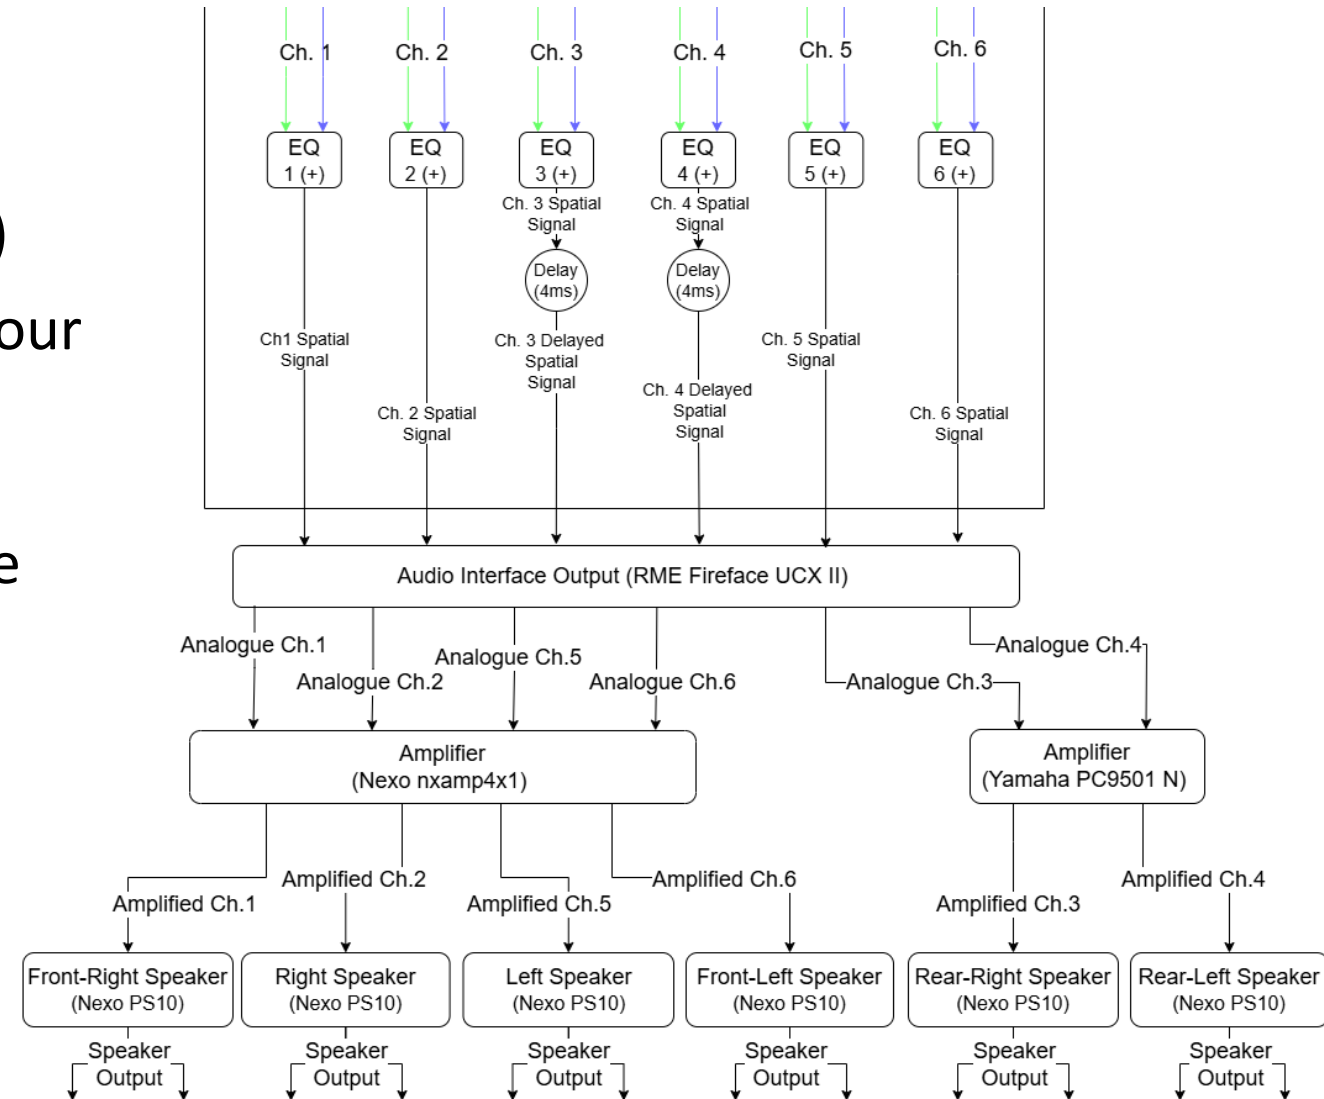 Ch. 1
Ch. 2
Ch. 3
Ch. 4
Ch. 5
Ch. 6
EQ
1 (+)
EQ
2 (+)
EQ
3 (+)
EQ
4 (+)
EQ
5 (+)
EQ
6 (+)
)
our
e
Ch. 3 Spatial
Signal
Ch. 4 Spatial
Signal
Delay
(4ms)
Delay
(4ms)
Ch1 Spatial
Signal
Ch. 2 Spatial
Signal
Ch. 3 Delayed
Spatial
Signal
Ch. 4 Delayed
Spatial
Signal
Ch. 5 Spatial
Signal
Ch. 6 Spatial
Signal
Audio Interface Output (RME Fireface UCX II)
Analogue Ch.1
Analogue Ch.2
Analogue Ch.5
Analogue Ch.6
Analogue Ch.3
Analogue Ch.4
Amplifier
(Nexo nxamp4x1)
Amplifier
(Yamaha PC9501 N)
Amplified Ch.1
Amplified Ch.2
Amplified Ch.5
Amplified Ch.6
Amplified Ch.3
Amplified Ch.4
Front-Right Speaker
(Nexo PS10)
Right Speaker
(Nexo PS10)
Left Speaker
(Nexo PS10)
Front-Left Speaker
(Nexo PS10)
Rear-Right Speaker
(Nexo PS10)
Rear-Left Speaker
(Nexo PS10)
Speaker
Output
Speaker
Output
Speaker
Output
Speaker
Output
Speaker
Output
Speaker
Output